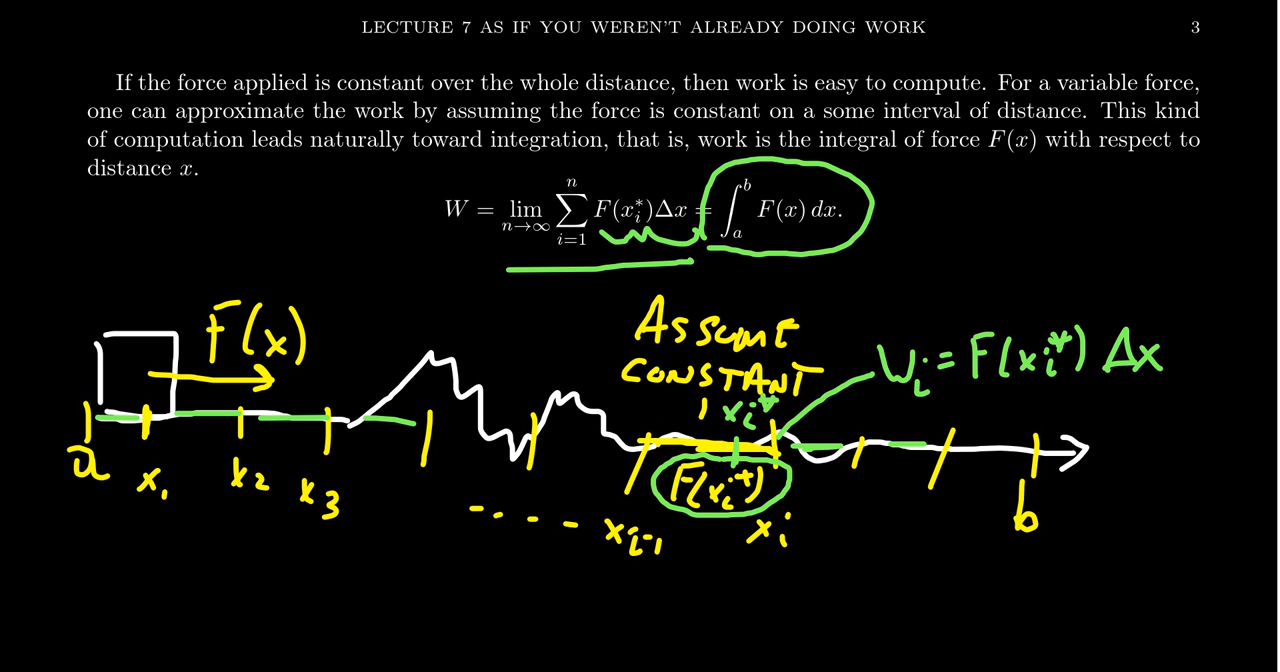 LECTURE 7 AS IF YOU WEREN'T ALREADY DOING WORK 3
If the force applied is constant over the whole distance, then work is easy to compute. For a variable force,
one can approximate the work by assuming the force is constant on a some interval of distance. This kind
of computation leads naturally toward integration, that is, work is the integral of force F(x) with respect to
distance x.
W = lim_{n→∞} ∑_{i=1}^{n} F(x_i^*)Δx = ∫_a^b F(x) dx.
F(x)
ASSUME
CONSTANT
W_i = F(x_i^*) Δx
x_i^*
F(x_i^*)
a x_1 x_2 x_3 - - - - x_{i-1} x_i b